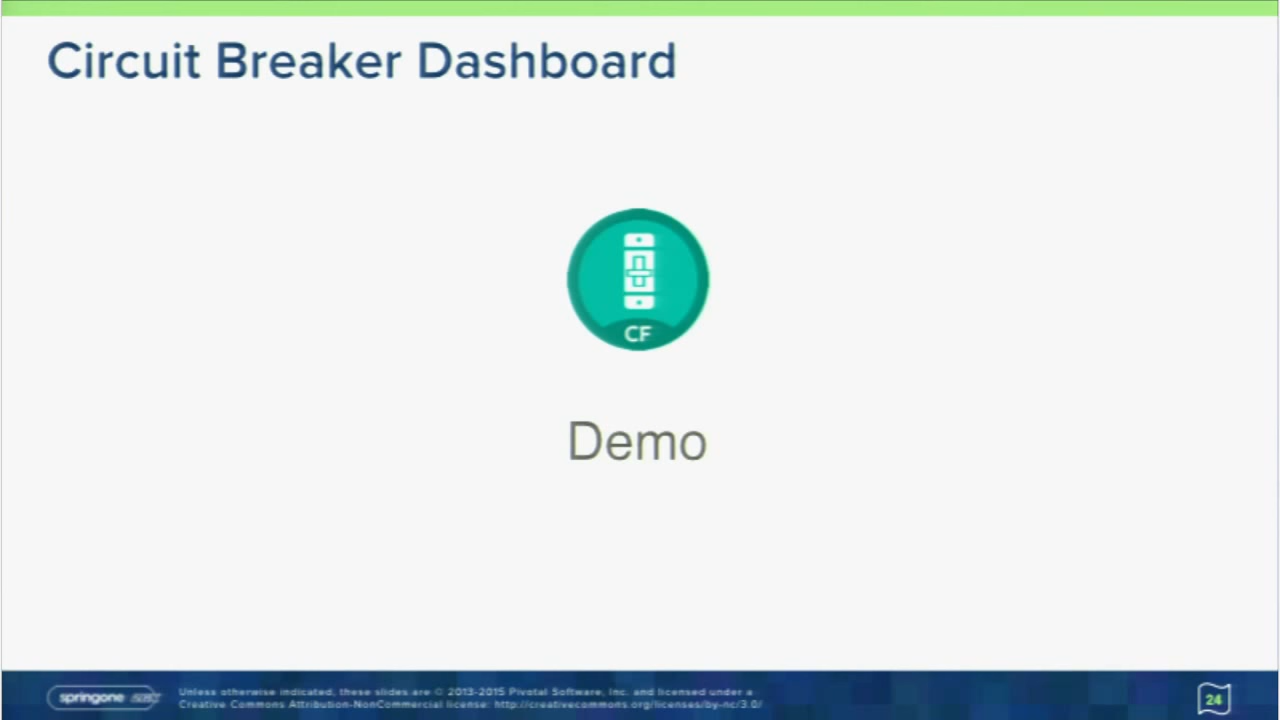 Circuit Breaker Dashboard
CF
Demo
springone
Unless otherwise indicated, these slides are © 2013-2015 Pivotal Software, Inc. and licensed under a
Creative Commons Attribution-NonCommercial license: http://creativecommons.org/licenses/by-nc/3.0/
24